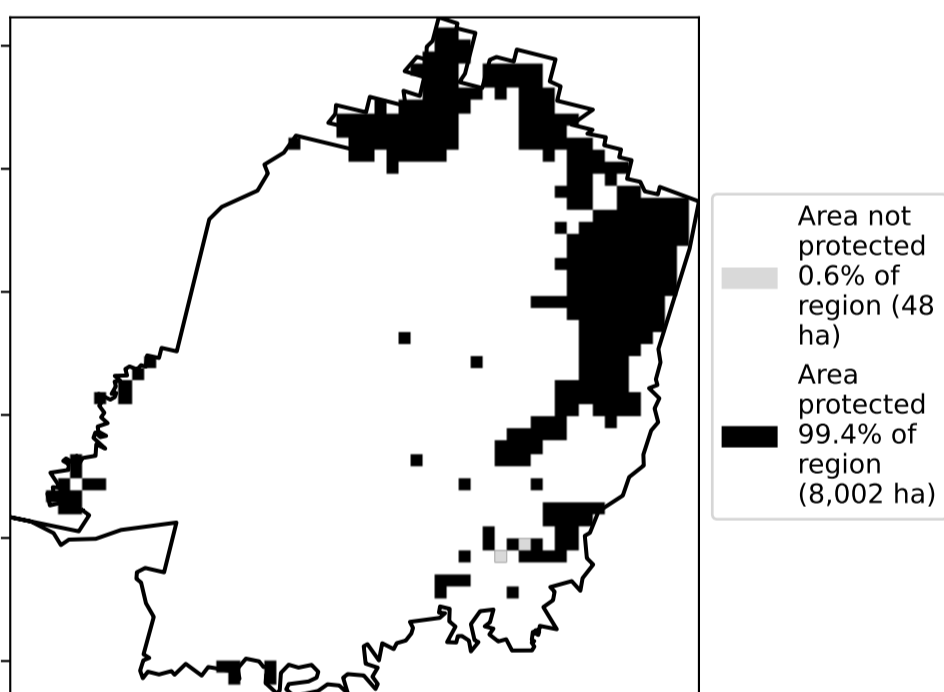 Area not
protected
0.6% of
region (48
ha)
Area
protected
99.4% of
region
(8,002 ha)